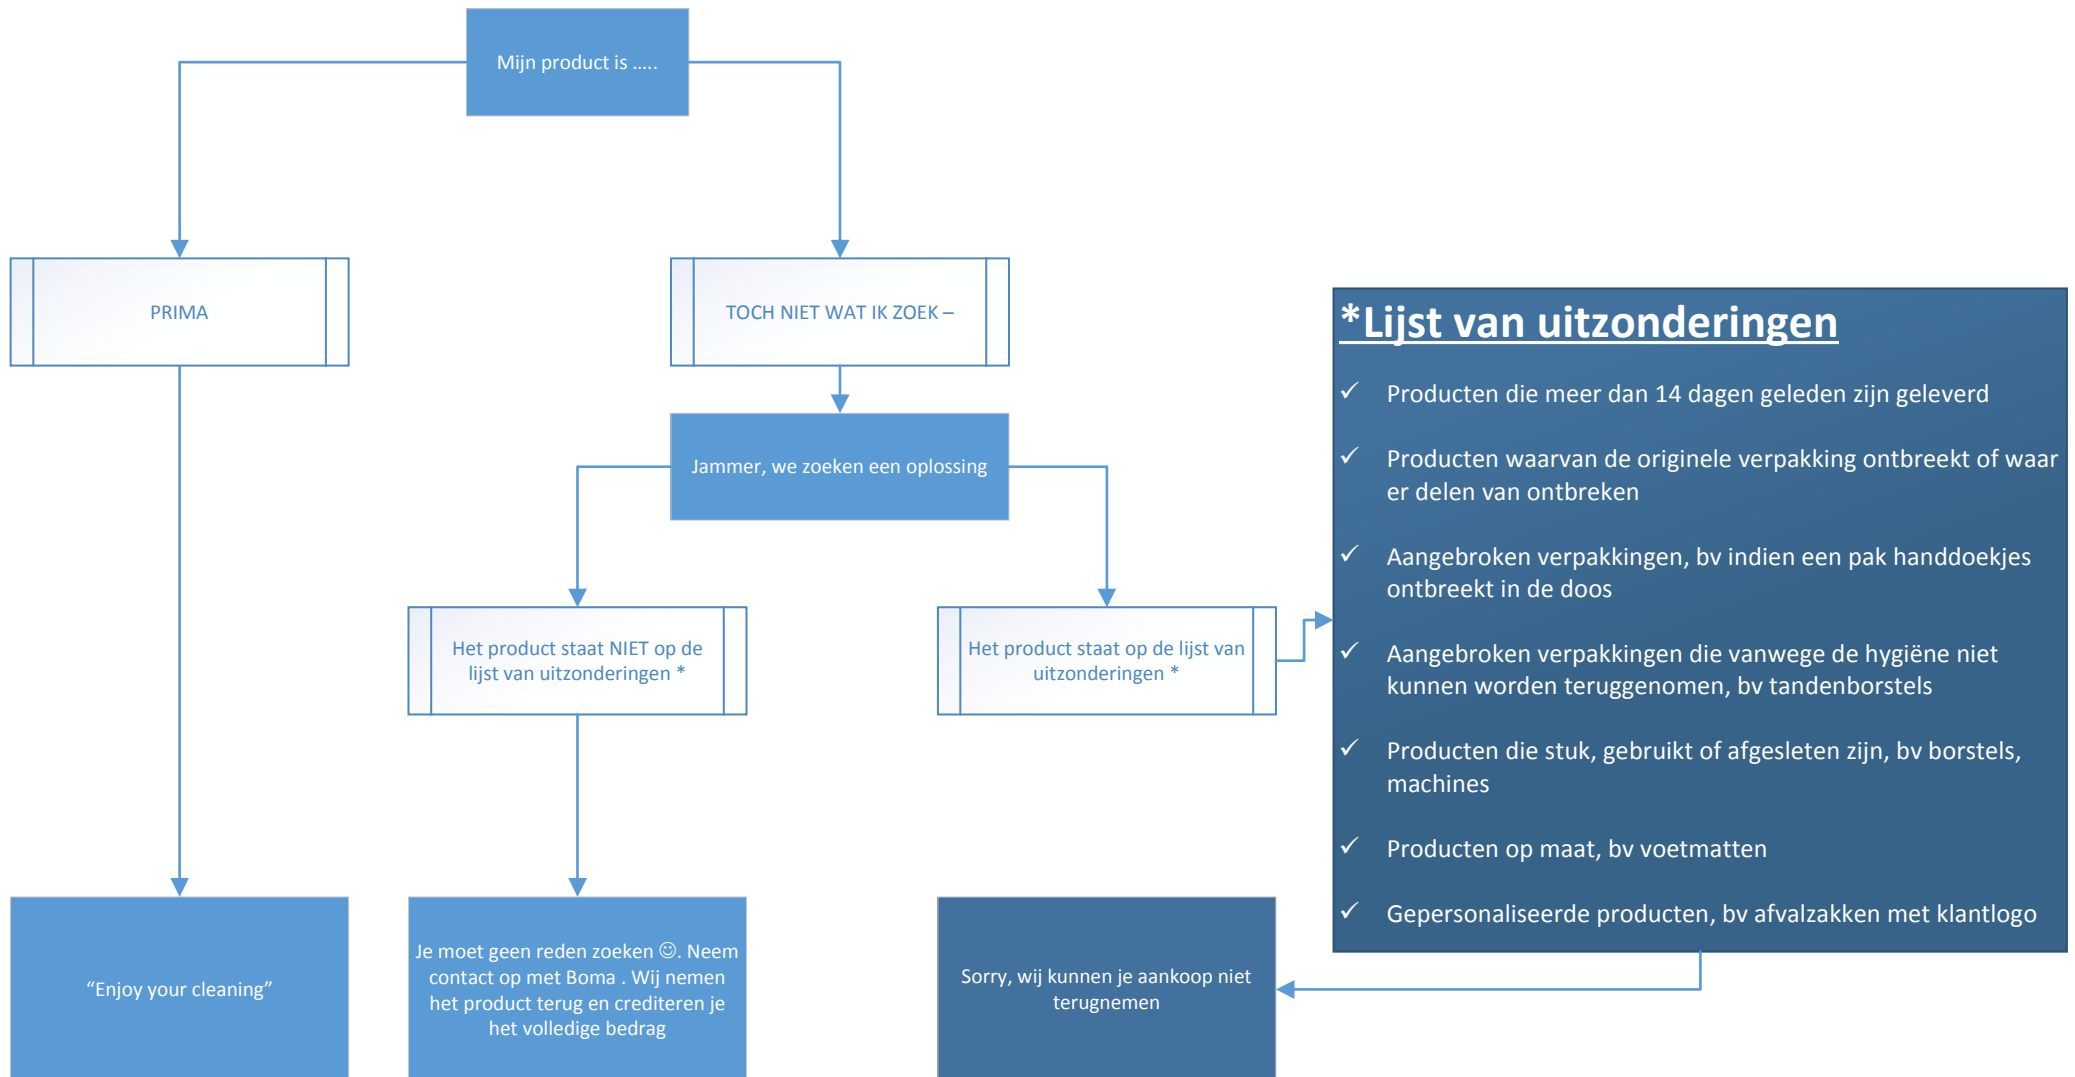 Mijn product is …..
PRIMA
TOCH NIET WAT IK ZOEK –
Jammer, we zoeken een oplossing
Het product staat NIET op de
lijst van uitzonderingen *
Het product staat op de lijst van
uitzonderingen *
*Lijst van uitzonderingen
✓ Producten die meer dan 14 dagen geleden zijn geleverd
✓ Producten waarvan de originele verpakking ontbreekt of waar
er delen van ontbreken
✓ Aangebroken verpakkingen, bv indien een pak handdoekjes
ontbreekt in de doos
✓ Aangebroken verpakkingen die vanwege de hygiëne niet
kunnen worden teruggenomen, bv tandenborstels
✓ Producten die stuk, gebruikt of afgesleten zijn, bv borstels,
machines
✓ Producten op maat, bv voetmatten
✓ Gepersonaliseerde producten, bv afvalzakken met klantlogo
“Enjoy your cleaning”
Je moet geen reden zoeken ☺. Neem
contact op met Boma . Wij nemen
het product terug en crediteren je
het volledige bedrag
Sorry, wij kunnen je aankoop niet
terugnemen